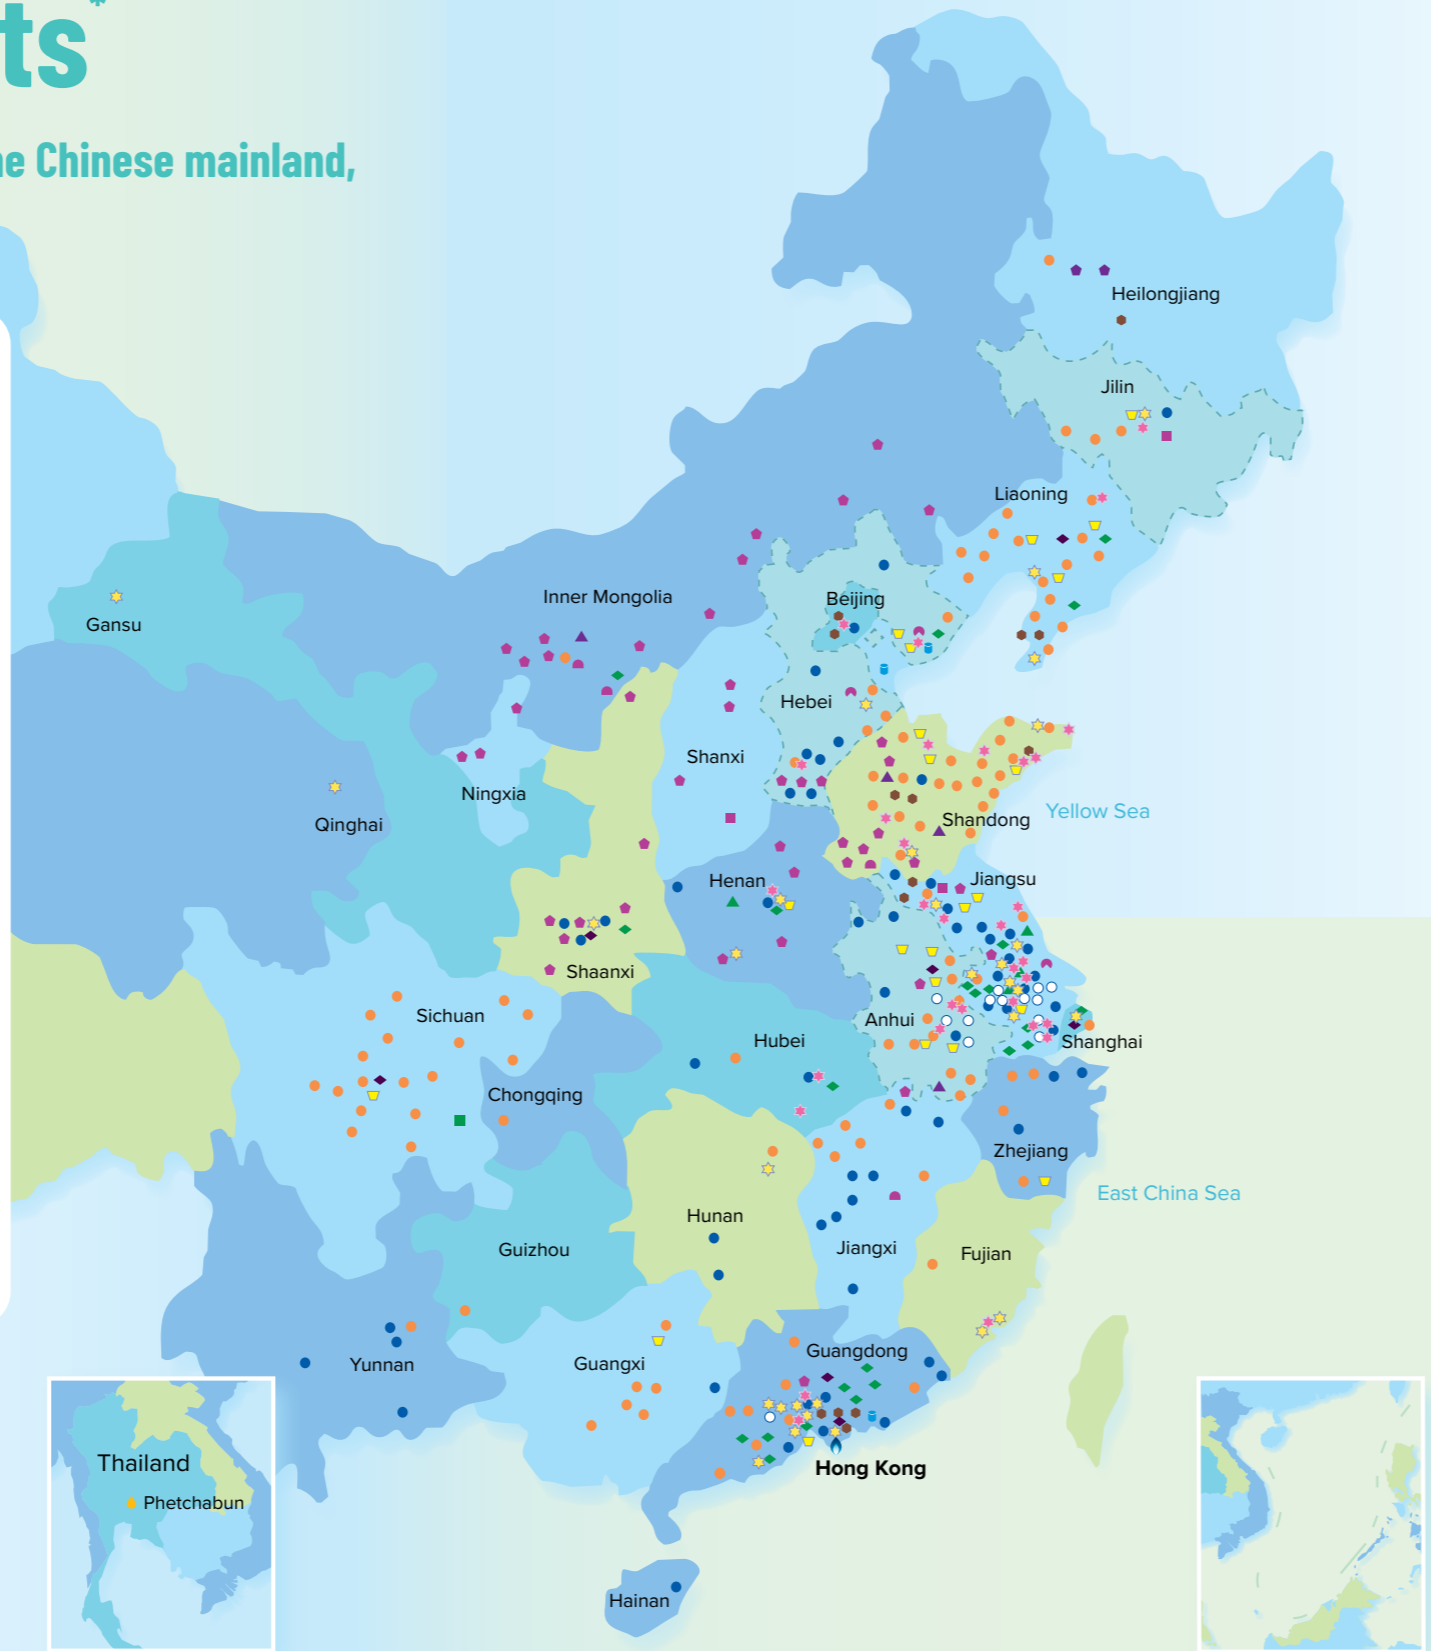 ts*
ne Chinese mainland,
Heilongjiang
Jilin
Liaoning
Inner Mongolia
Beijing
Gansu
Hebei
Shanxi
Ningxia
Qinghai
Yellow Sea
Shandong
Henan
Jiangsu
Shaanxi
Sichuan
Anhui
Hubei
Shanghai
Chongqing
Zhejiang
East China Sea
Hunan
Guizhou
Jiangxi
Fujian
Guangdong
Yunnan
Guangxi
Hong Kong
Thailand
Phetchabun
Hainan